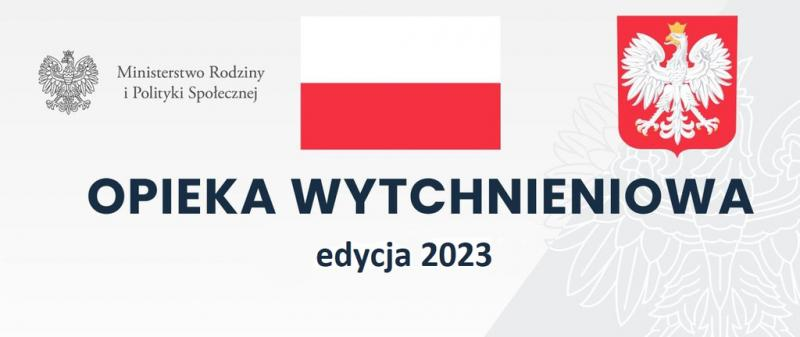 Ministerstwo Rodziny
i Polityki Społecznej
OPIEKA WYTCHNIENIOWA
edycja 2023